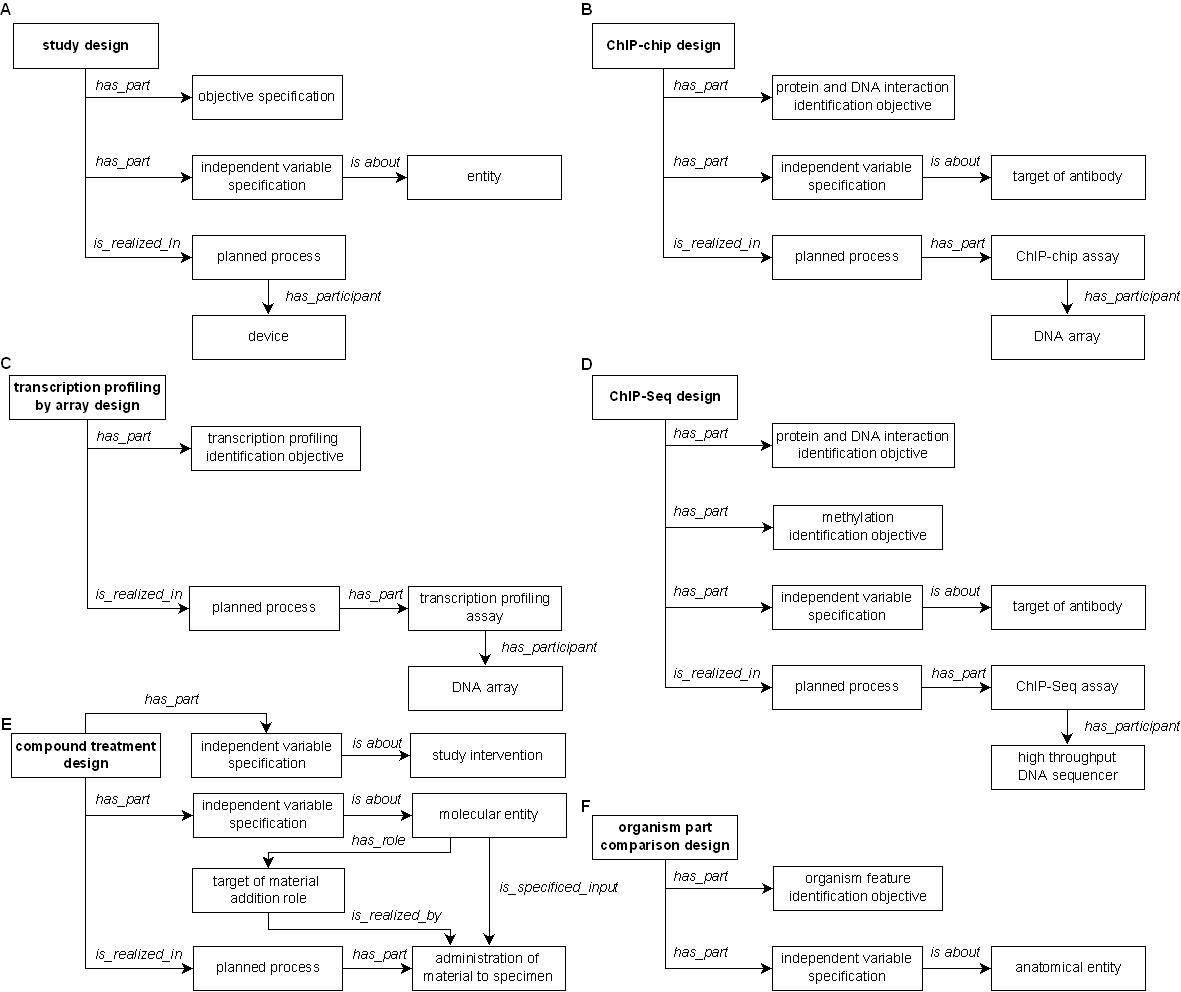 A
study design
has_part
objective specification
has_part
independent variable
specification
is about
entity
is_realized_In
planned process
has_participant
device
B
ChIP-chip design
has_part
protein and DNA interaction
identification objective
has_part
independent variable
specification
is about
target of antibody
is_realized_in
planned process
has_part
ChIP-chip assay
has_participant
DNA array
C
transcription profiling
by array design
has_part
transcription profiling
identification objective
is_realized_in
planned process
has_part
transcription profiling
assay
has_participant
DNA array
D
ChIP-Seq design
has_part
protein and DNA interaction
identification objctive
has_part
methylation
identification objective
has_part
independent variable
specification
is about
target of antibody
is_realized_in
planned process
has_part
ChIP-Seq assay
has_participant
high throughput
DNA sequencer
E
compound treatment
design
has_part
independent variable
specification
is about
study intervention
has_part
independent variable
specification
is about
molecular entity
has_role
target of material
addition role
is_specificed_input
is_realized_by
is_realized_in
planned process
has_part
administration of
material to specimen
F
organism part
comparison design
has_part
organism feature
identification objective
has_part
independent variable
specification
is about
anatomical entity